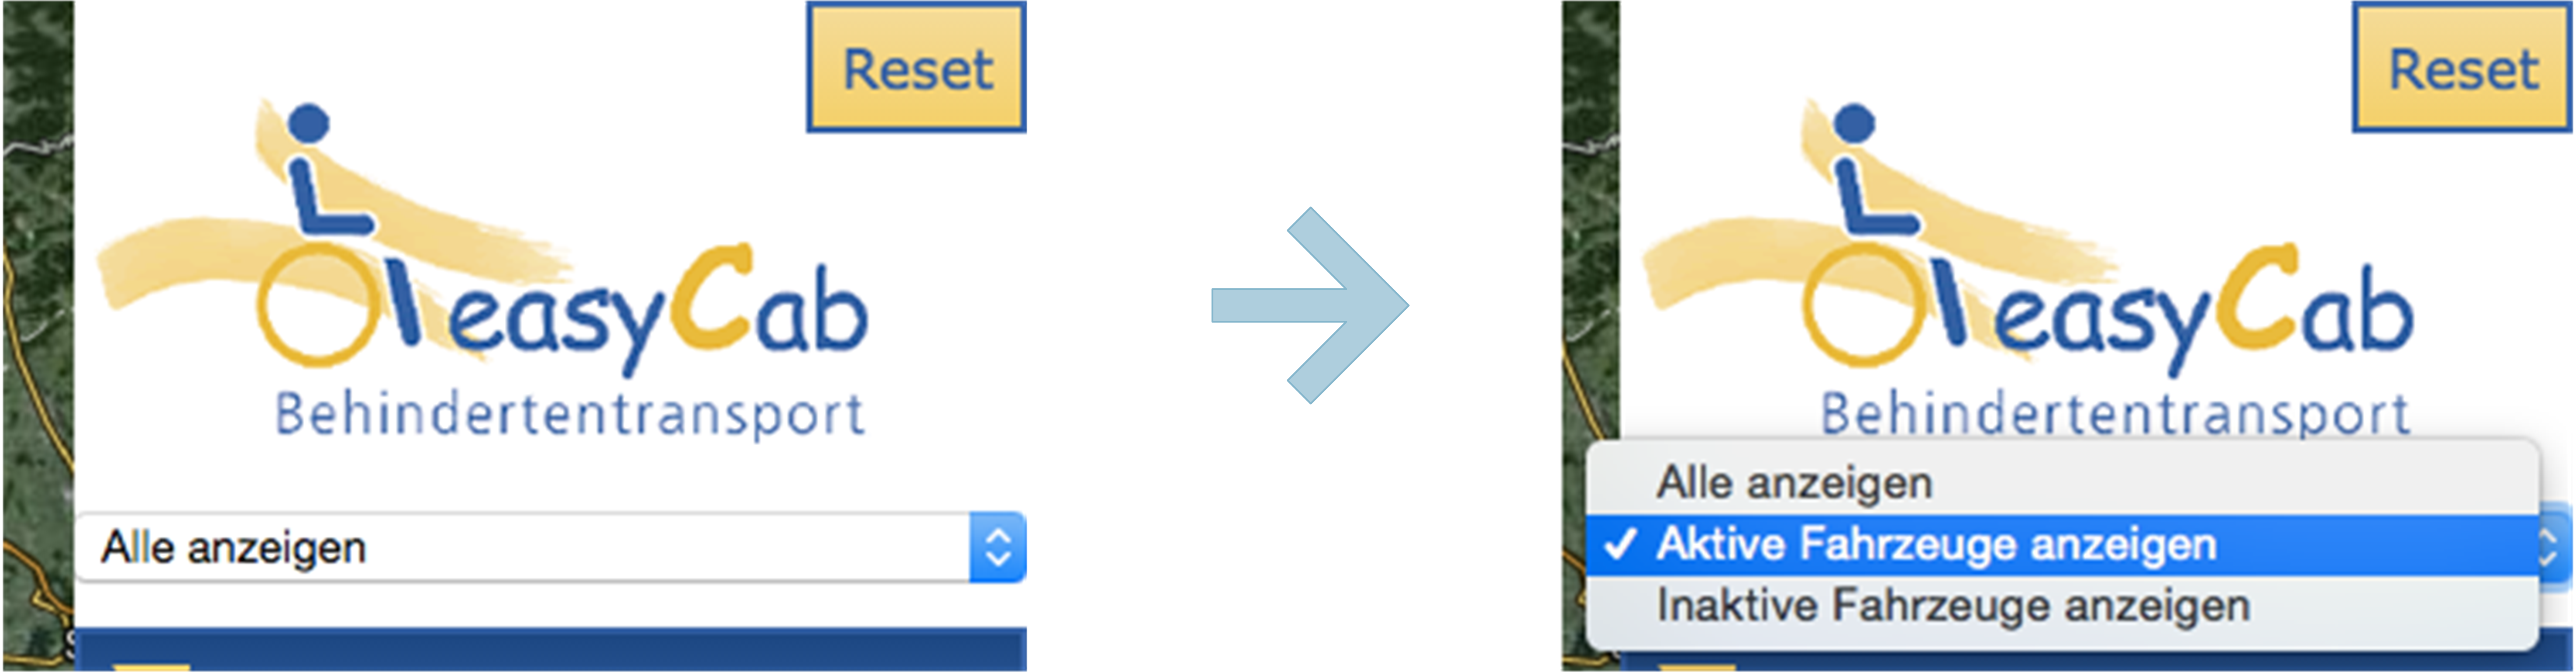 Reset
easyCab
Behindertentransport
Alle anzeigen
Reset
easyCab
Behindertentransport
Alle anzeigen
✓ Aktive Fahrzeuge anzeigen
Inaktive Fahrzeuge anzeigen